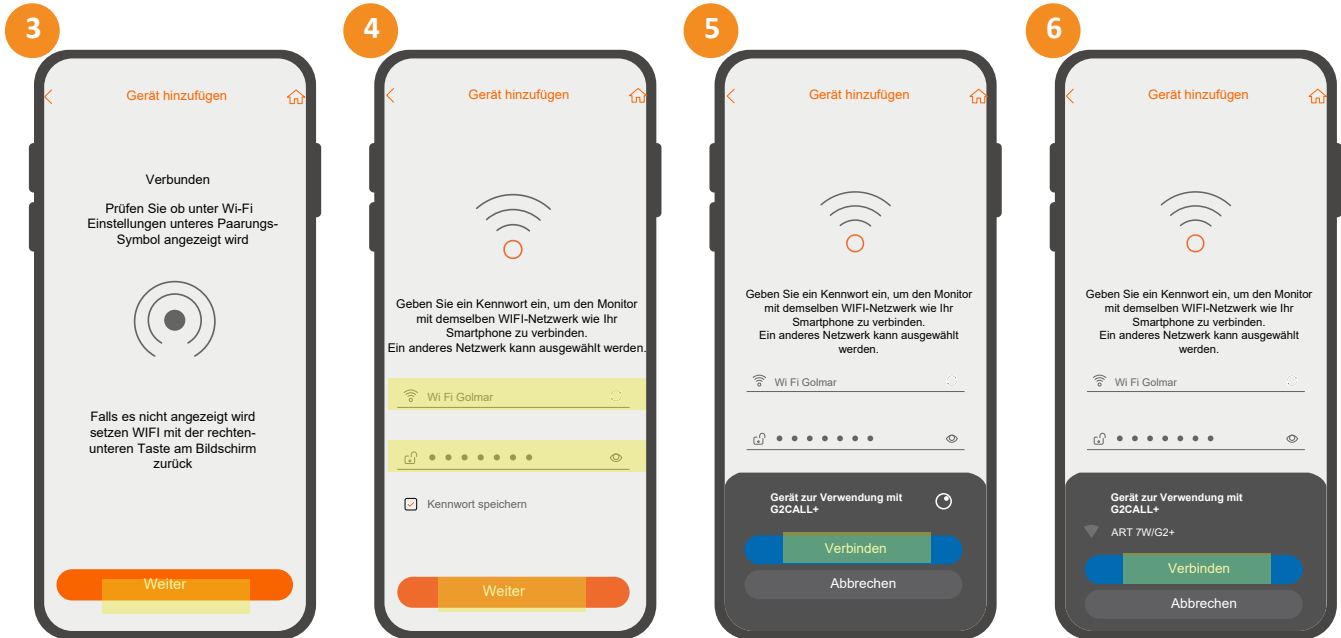 3
Gerät hinzufügen
Verbunden
Prüfen Sie ob unter Wi-Fi
Einstellungen unteres Paarungs-
Symbol angezeigt wird
Falls es nicht angezeigt wird
setzen WIFI mit der rechten-
unteren Taste am Bildschirm
zurück
Weiter
4
Gerät hinzufügen
Geben Sie ein Kennwort ein, um den Monitor
mit demselben WIFI-Netzwerk wie Ihr
Smartphone zu verbinden.
Ein anderes Netzwerk kann ausgewählt werden.
Wi Fi Golmar
Kennwort speichern
Weiter
5
Gerät hinzufügen
Geben Sie ein Kennwort ein, um den Monitor
mit demselben WIFI-Netzwerk wie Ihr
Smartphone zu verbinden.
Ein anderes Netzwerk kann ausgewählt
werden.
Wi Fi Golmar
Gerät zur Verwendung mit
G2CALL+
Verbinden
Abbrechen
6
Gerät hinzufügen
Geben Sie ein Kennwort ein, um den Monitor
mit demselben WIFI-Netzwerk wie Ihr
Smartphone zu verbinden.
Ein anderes Netzwerk kann ausgewählt
werden.
Wi Fi Golmar
Gerät zur Verwendung mit
G2CALL+
ART 7W/G2+
Verbinden
Abbrechen